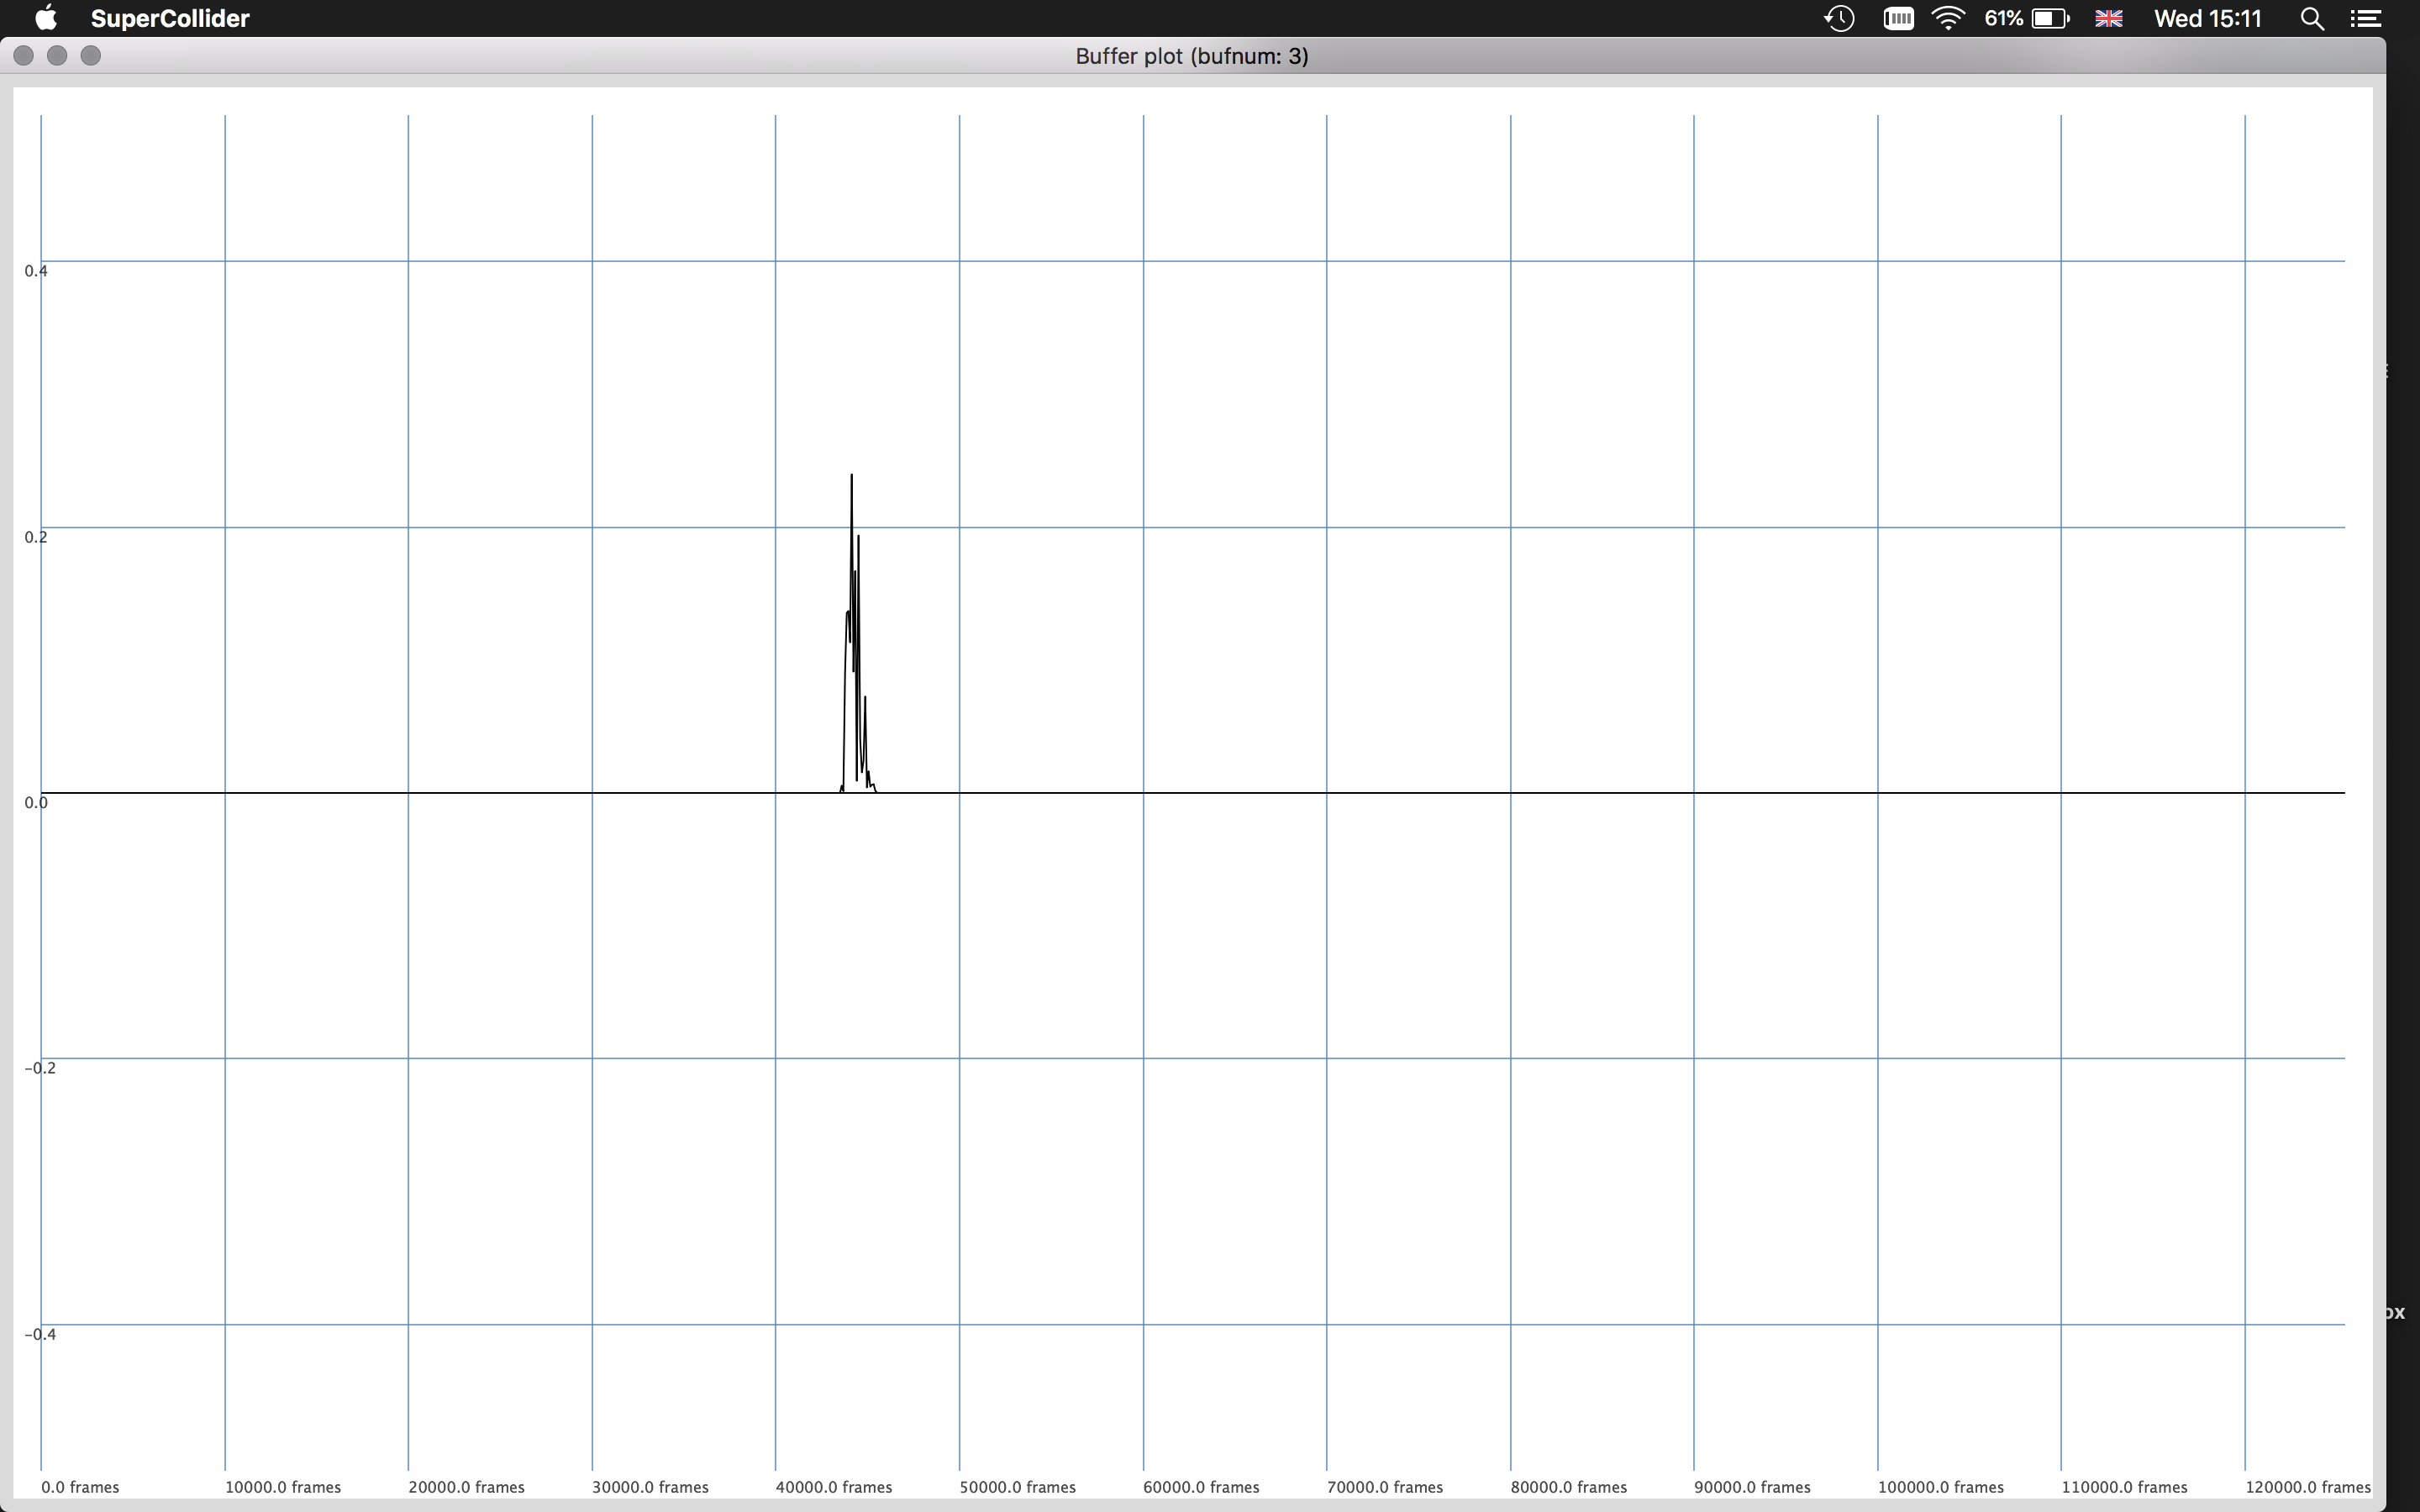 SuperCollider 61% Wed 15:11
Buffer plot (bufnum: 3)
0.4
0.2
0.0
-0.2
-0.4
ox
0.0 frames 10000.0 frames 20000.0 frames 30000.0 frames 40000.0 frames 50000.0 frames 60000.0 frames 70000.0 frames 80000.0 frames 90000.0 frames 100000.0 frames 110000.0 frames 120000.0 frames